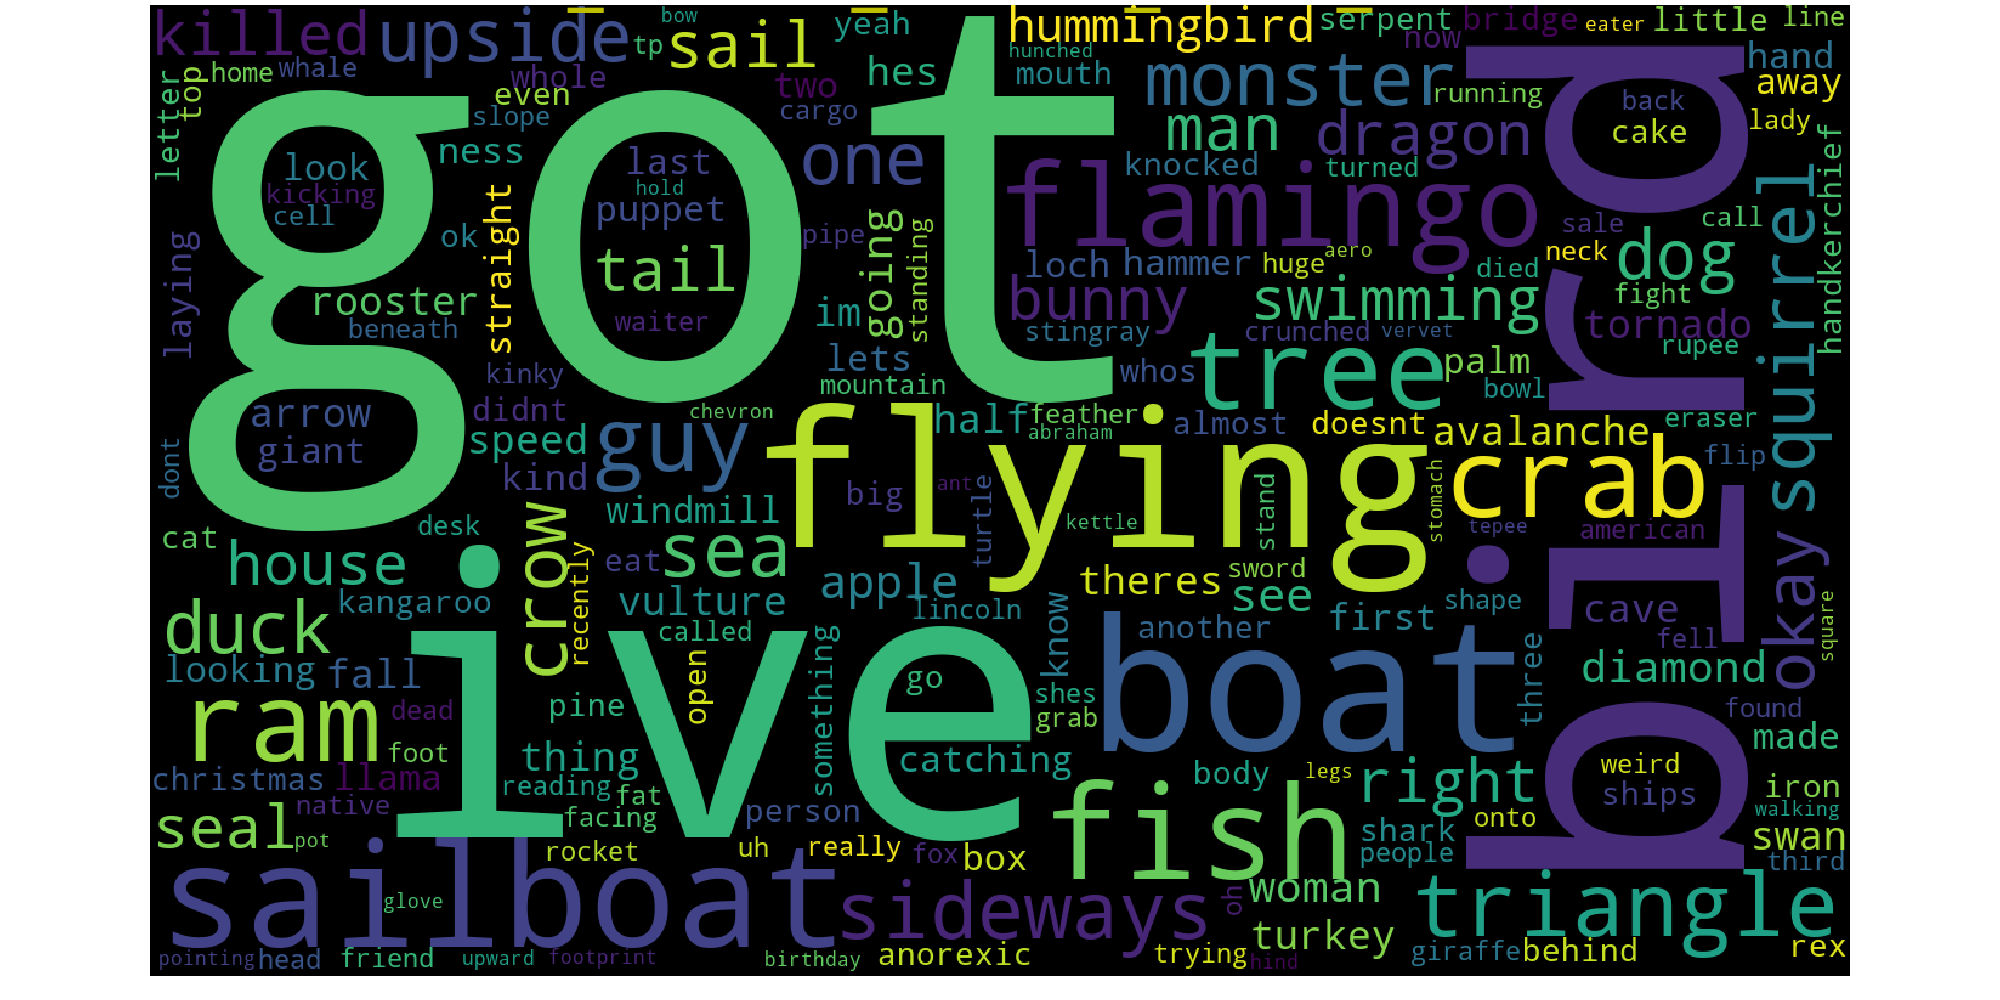 killed
upside
tp
bow
sail
yeah
hummingbird
serpent
bridge
eater
little
line
letter
top
home
whale
whole
even
slope
two
cargo
hes
hunched
mouth
monster
now
running
hand
away
lady
got
look
kicking
cell
ness
ok
straight
last
hold
puppet
tail
waiter
one
pipe
going
standing
im
man
knocked
dragon
turned
flamingo
back
cake
bird
sale
call
neck
handkerchief
squirrel
laying
rooster
beneath
kinky
didnt
lets
mountain
chevron
loch
hammer
huge
aero
died
dog
fight
bunny
swimming
tornado
stingray
crunched
vervet
rupee
whos
tree
palm
bowl
arrow
giant
speed
kind
guy
half
feather
abraham
almost
doesnt
avalanche
eraser
flip
dont
flying
crab
stomach
cat
desk
crow
recently
windmill
big
ant
turtle
kettle
stand
tepee
american
okay
house
eat
sea
theres
sword
see
shape
kangaroo
vulture
apple
lincoln
know
another
first
cave
fell
square
duck
called
ive
boat
three
looking
fall
open
something
go
shes
grab
diamond
found
ram
dead
foot
pine
thing
catching
body
legs
right
weird
ships
made
christmas
llama
native
reading
fat
facing
person
fish
onto
iron
walking
seal
pot
rocket
uh
really
fox
box
shark
people
swan
third
sailboat
glove
sideways
oh
woman
turkey
triangle
pointing
head
friend
upward
footprint
birthday
anorexic
trying
hind
giraffe
behind
rex